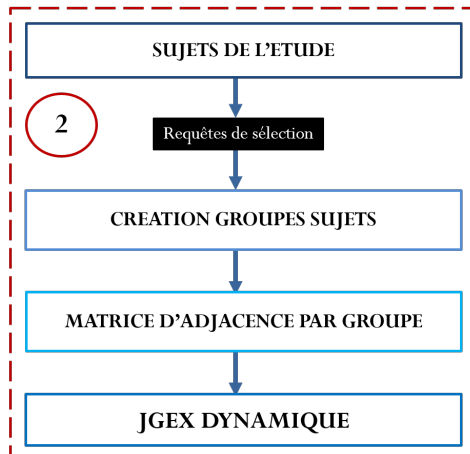 SUJETS DE L'ETUDE
2
Requêtes de sélection
CREATION GROUPES SUJETS
MATRICE D'ADJACENCE PAR GROUPE
JGEX DYNAMIQUE